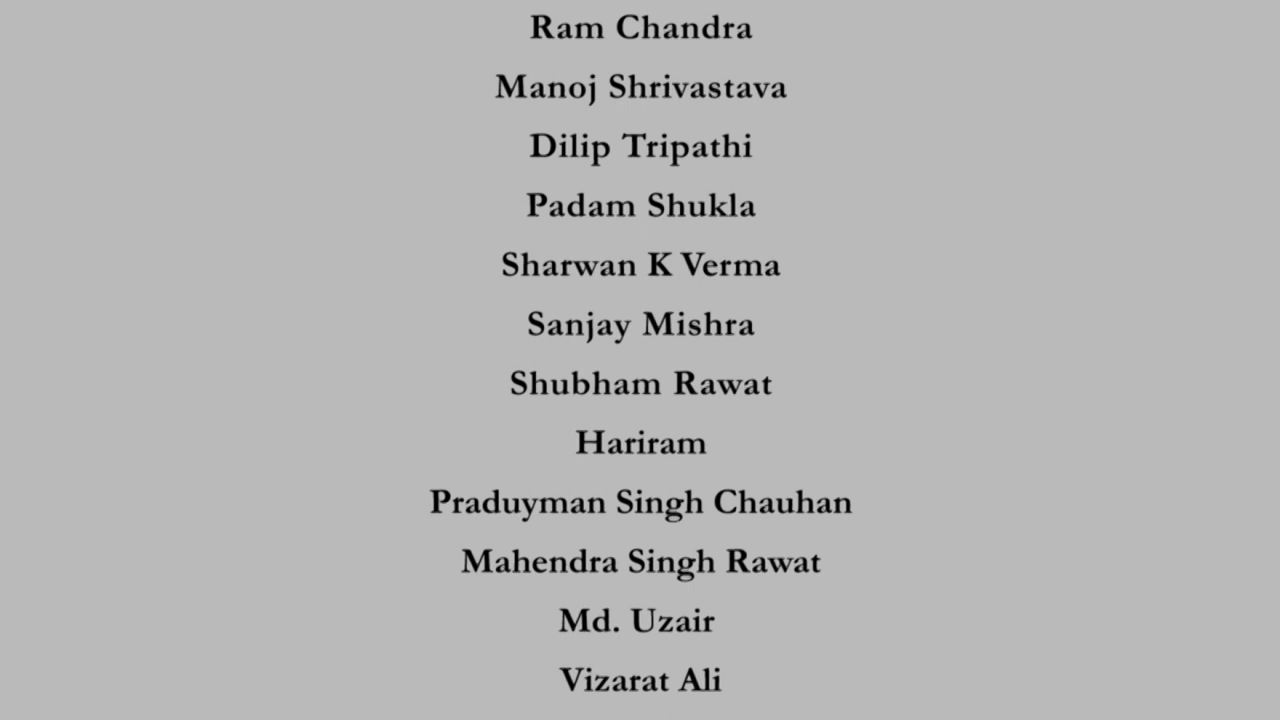 Ram Chandra
Manoj Shrivastava
Dilip Tripathi
Padam Shukla
Sharwan K Verma
Sanjay Mishra
Shubham Rawat
Hariram
Praduyman Singh Chauhan
Mahendra Singh Rawat
Md. Uzair
Vizarat Ali